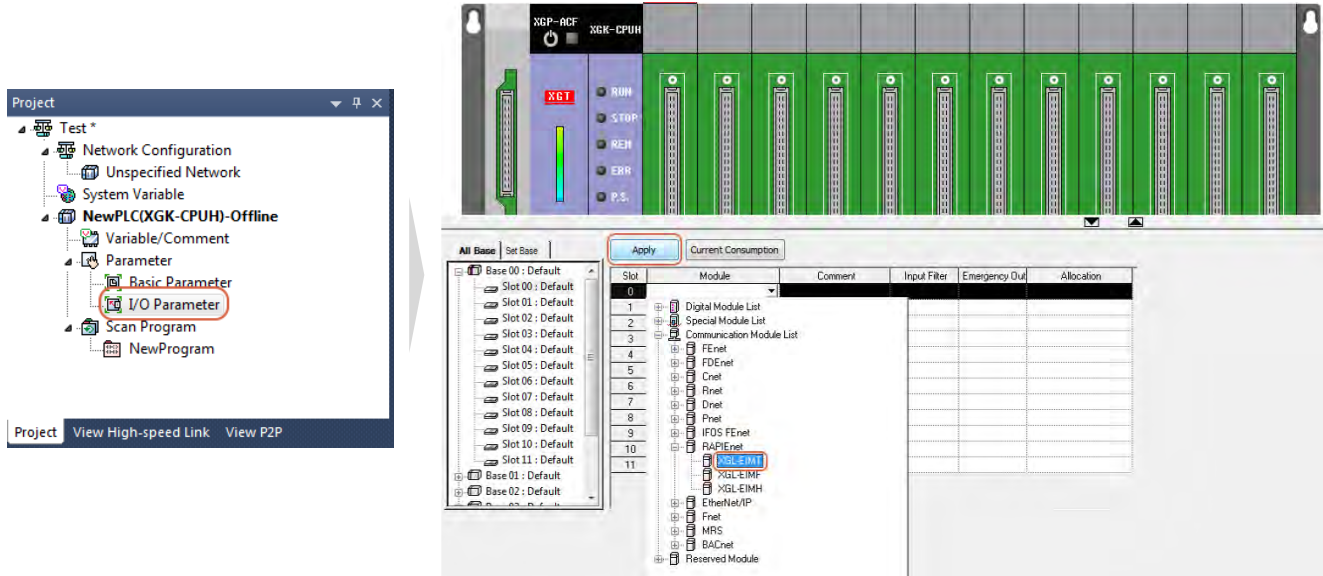 Project
Test *
Network Configuration
Unspecified Network
System Variable
NewPLC(XGK-CPUH)-Offline
Variable/Comment
Parameter
Basic Parameter
I/O Parameter
Scan Program
NewProgram
Project View High-speed Link View P2P
XGP-ACF
XGK-CPUH
XGT
RUN
STOP
REM
ERR
P.S.
All Base Set Base
Apply Current Consumption
Base 00 : Default
Slot 00 : Default
Slot 01 : Default
Slot 02 : Default
Slot 03 : Default
Slot 04 : Default
Slot 05 : Default
Slot 06 : Default
Slot 07 : Default
Slot 08 : Default
Slot 09 : Default
Slot 10 : Default
Slot 11 : Default
Base 01 : Default
Base 02 : Default
Slot Module Comment Input Filter Emergency Out Allocation
0
1
2
3
4
5
6
7
8
9
10
11
Digital Module List
Special Module List
Communication Module List
FEnet
FDEnet
Cnet
Rnet
Dnet
Pnet
IFOS FEnet
RAPIEnet
XGL-EIMT
XGL-EIMF
XGL-EIMH
EtherNet/IP
Fnet
MRS
BACnet
Reserved Module